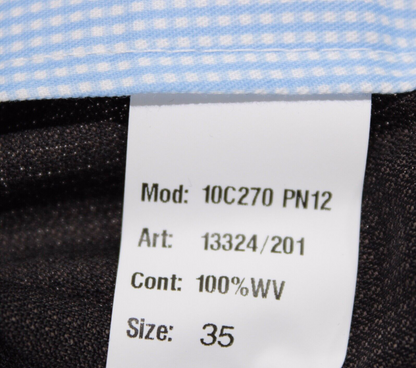 Mod: 10C270 PN12
Art: 13324/201
Cont: 100%WV
Size: 35